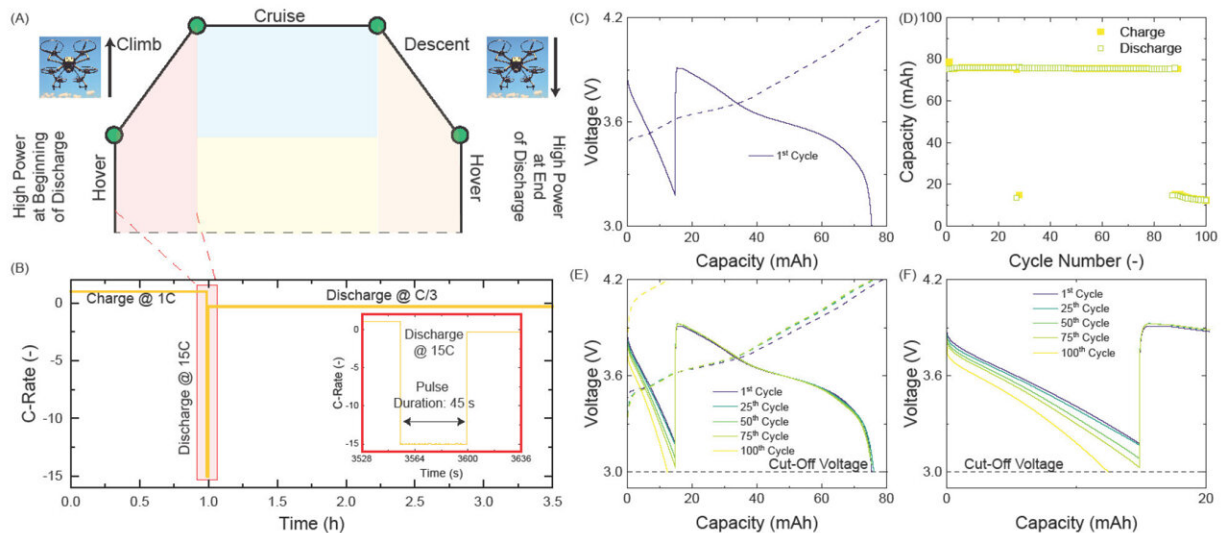 (A)
Cruise
Climb
Descent
High Power
at Beginning
of Discharge
Hover
Hover
High Power
at End
of Discharge
(B)
C-Rate (-)
0
-5
-10
-15
Charge @ 1C
Discharge @ 15C
Discharge @ C/3
C-Rate (-)
0
-5
-10
-15
Discharge
@ 15C
Pulse
Duration: 45 s
3528
3564
3600
3636
Time (s)
0.0
0.5
1.0
1.5
2.0
2.5
3.0
3.5
Time (h)
(C)
Voltage (V)
4.2
3.6
3.0
1st Cycle
0
20
40
60
80
Capacity (mAh)
(D)
Capacity (mAh)
100
80
60
40
20
0
Charge
Discharge
0
20
40
60
80
100
Cycle Number (-)
(E)
Voltage (V)
4.2
3.6
3.0
1st Cycle
25th Cycle
50th Cycle
75th Cycle
100th Cycle
Cut-Off Voltage
0
20
40
60
80
Capacity (mAh)
(F)
Voltage (V)
4.2
3.6
3.0
1st Cycle
25th Cycle
50th Cycle
75th Cycle
100th Cycle
Cut-Off Voltage
0
20
Capacity (mAh)